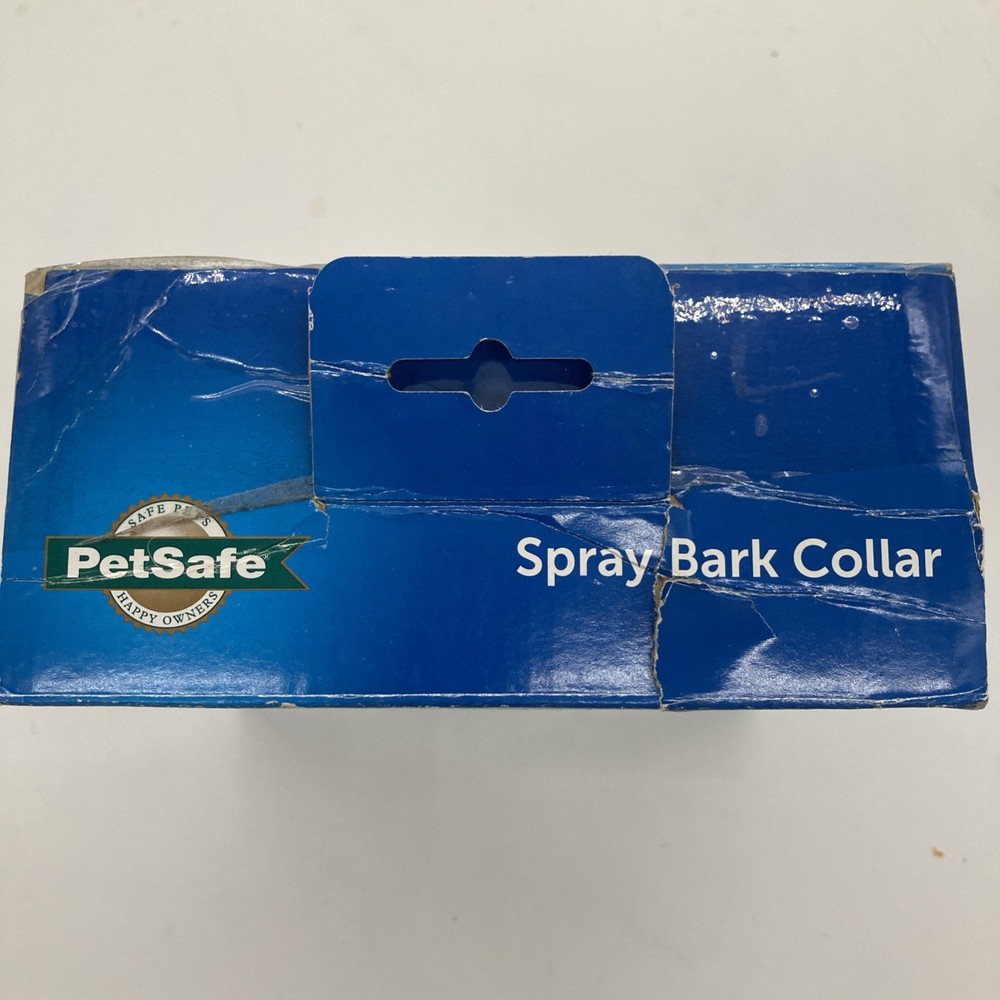 SAFE PETS
PetSafe
HAPPY OWNERS
Spray Bark Collar